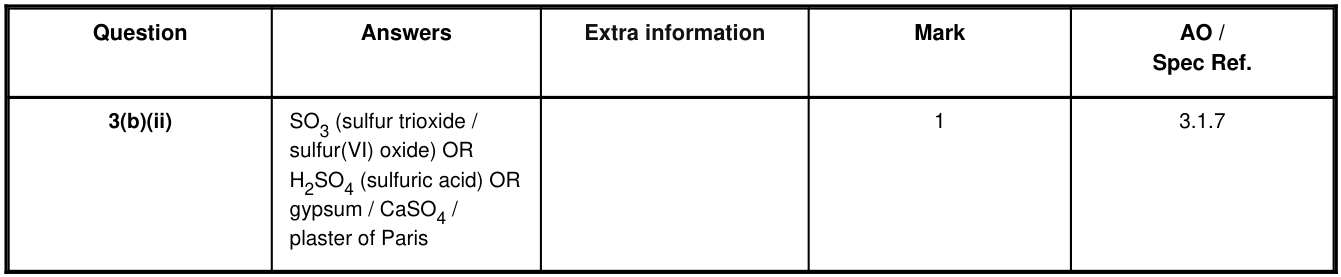 Question Answers Extra information Mark AO /
Spec Ref.
3(b)(ii) SO3 (sulfur trioxide / 1 3.1.7
sulfur(VI) oxide) OR
H2SO4 (sulfuric acid) OR
gypsum / CaSO4 /
plaster of Paris